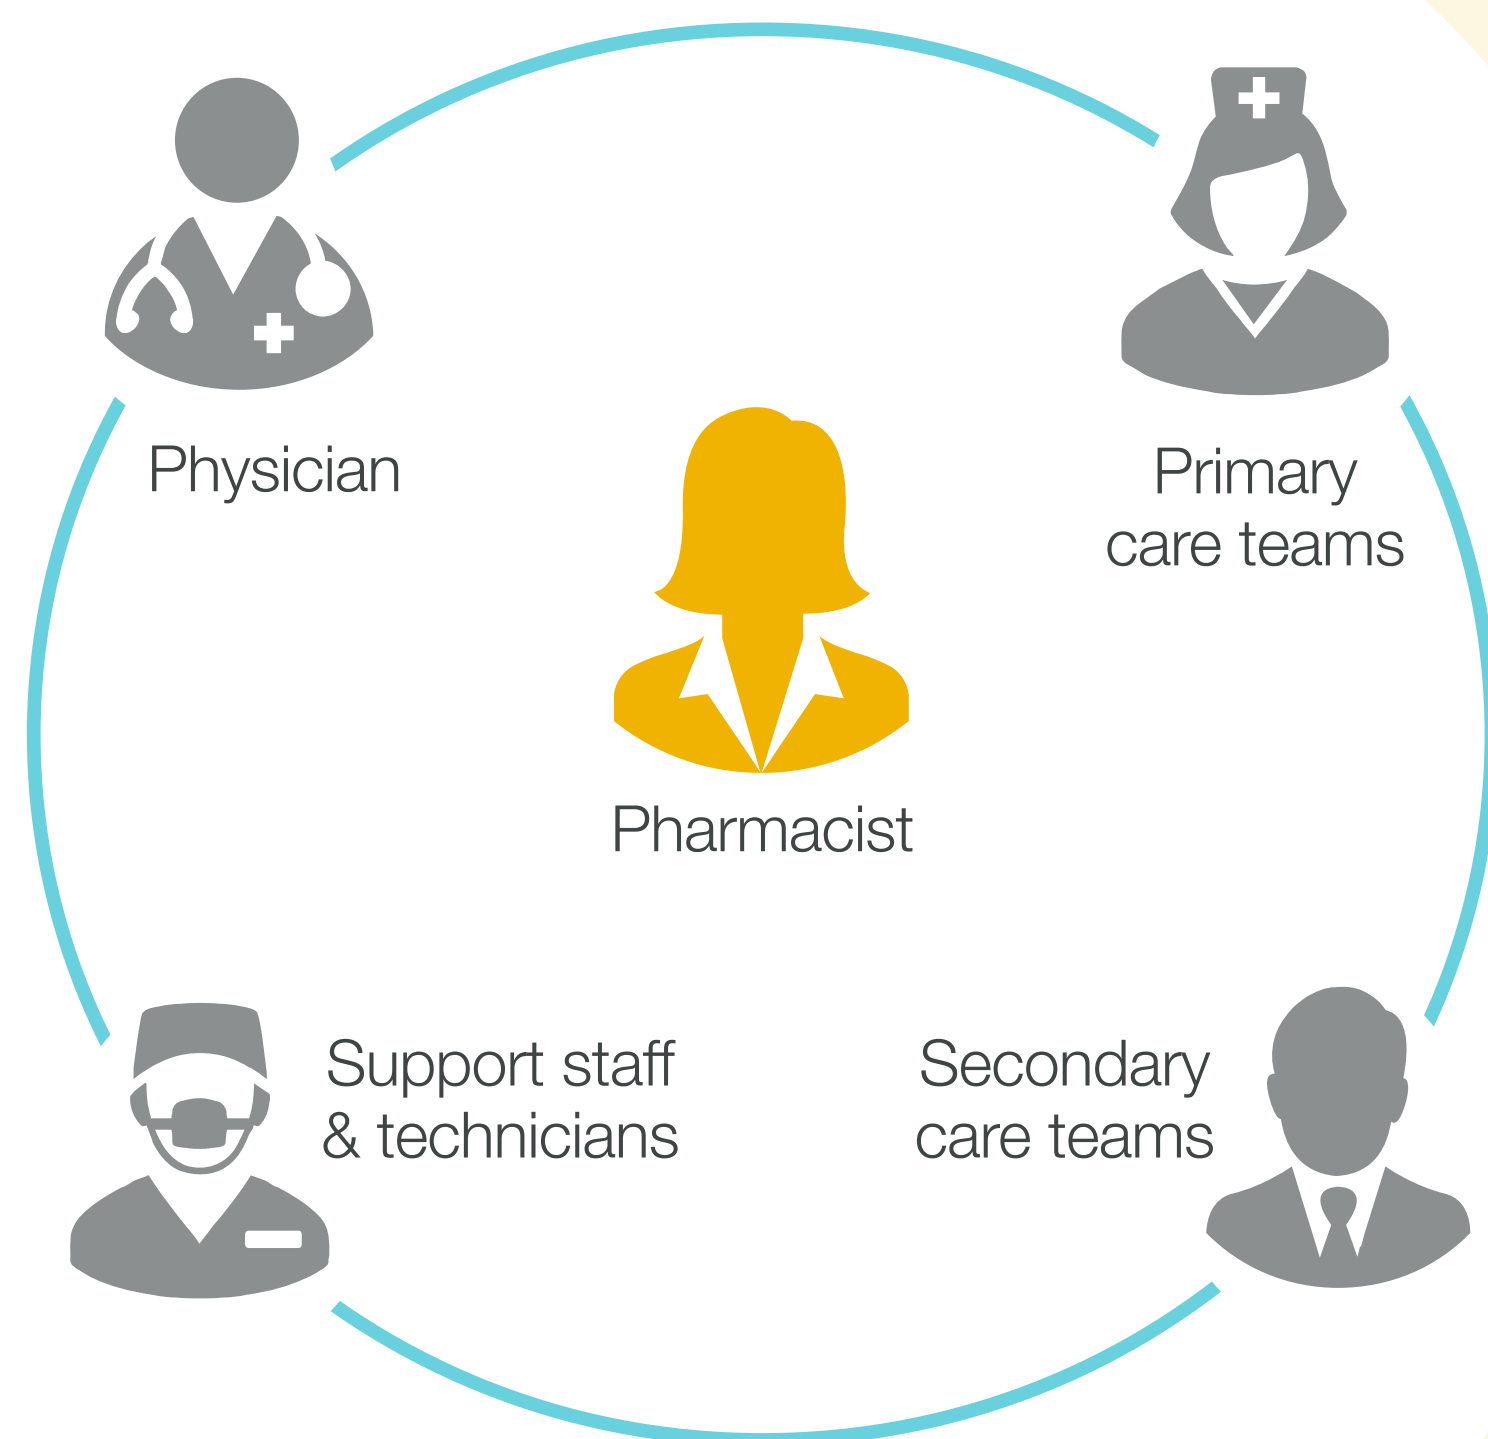 Physician
Primary
care teams
Pharmacist
Support staff
& technicians
Secondary
care teams